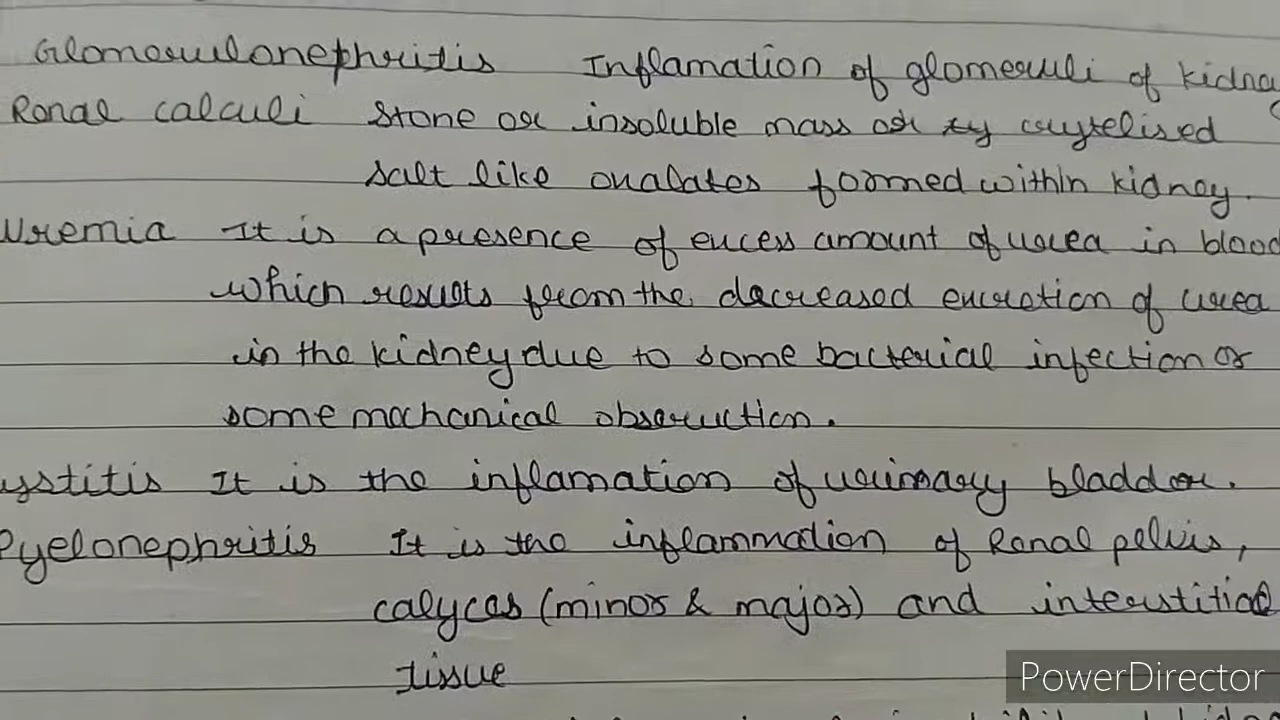 Glomerulonephritis Inflamation of glomeruli of kidney
Renal calculi stone or insoluble mass or crystelised
salt like oxalates formed within kidney.
Uremia It is a presence of excess amount of urea in blood
which results from the decreased excretion of urea
in the kidney due to some bacterial infection or
some mechanical obsruction.
ystitis It is the inflamation of urinary bladder.
Pyelonephritis It is the inflammation of Renal pelvis,
calyces (minor & major) and interstitial
tissue
PowerDirector